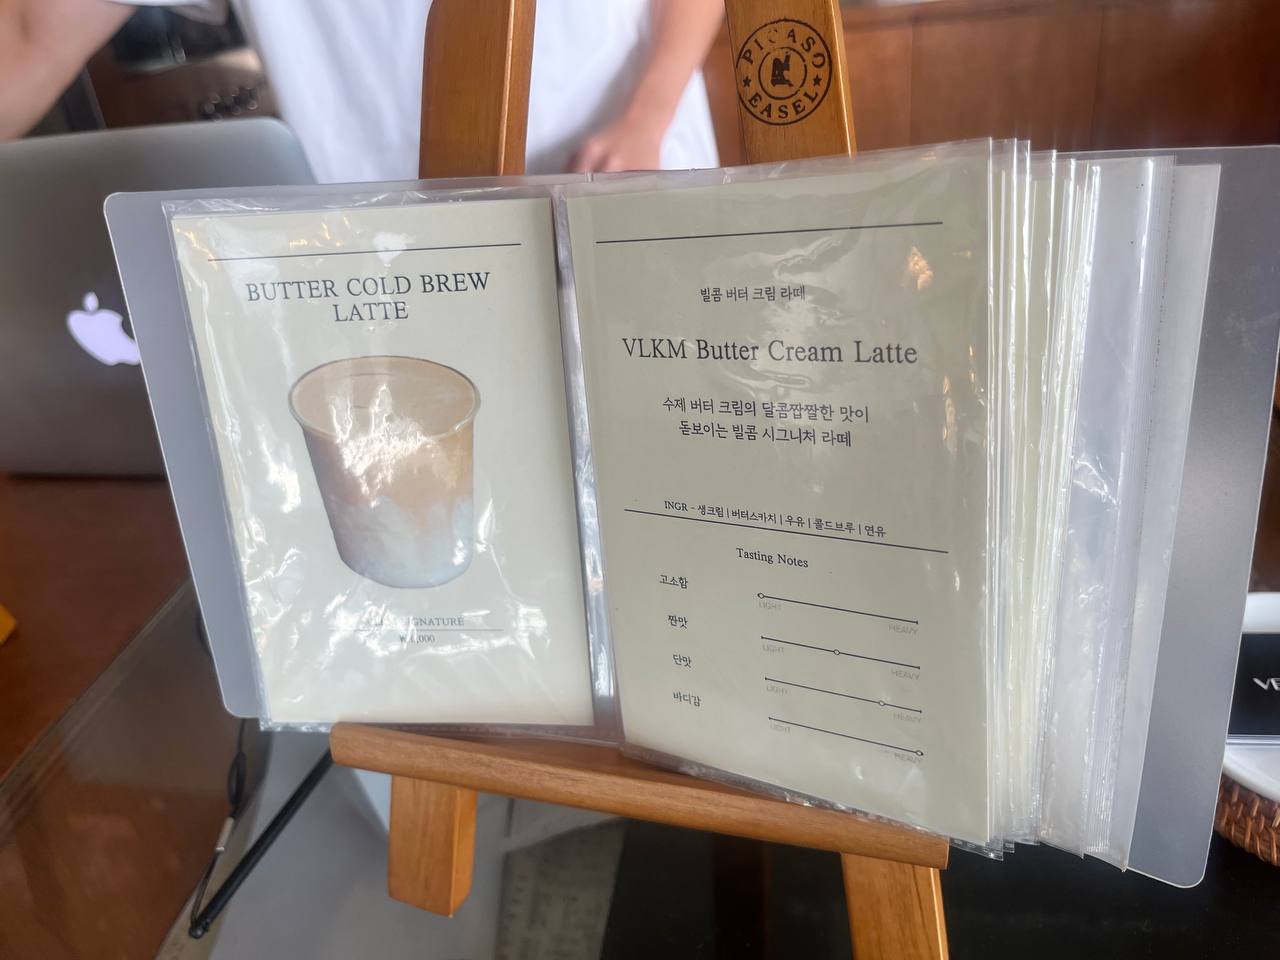 PICASO
EASEL
BUTTER COLD BREW
LATTE
SIGNATURE
빌콤 버터 크림 라떼
VLKM Butter Cream Latte
수제 버터 크림의 달콤짭짤한 맛이
돋보이는 빌콤 시그니처 라떼
INGR - 생크림 | 버터스카치 | 우유 | 콜드브루 | 연유
Tasting Notes
고소함
LIGHT HEAVY
짠맛
LIGHT HEAVY
단맛
LIGHT HEAVY
바디감
LIGHT HEAVY